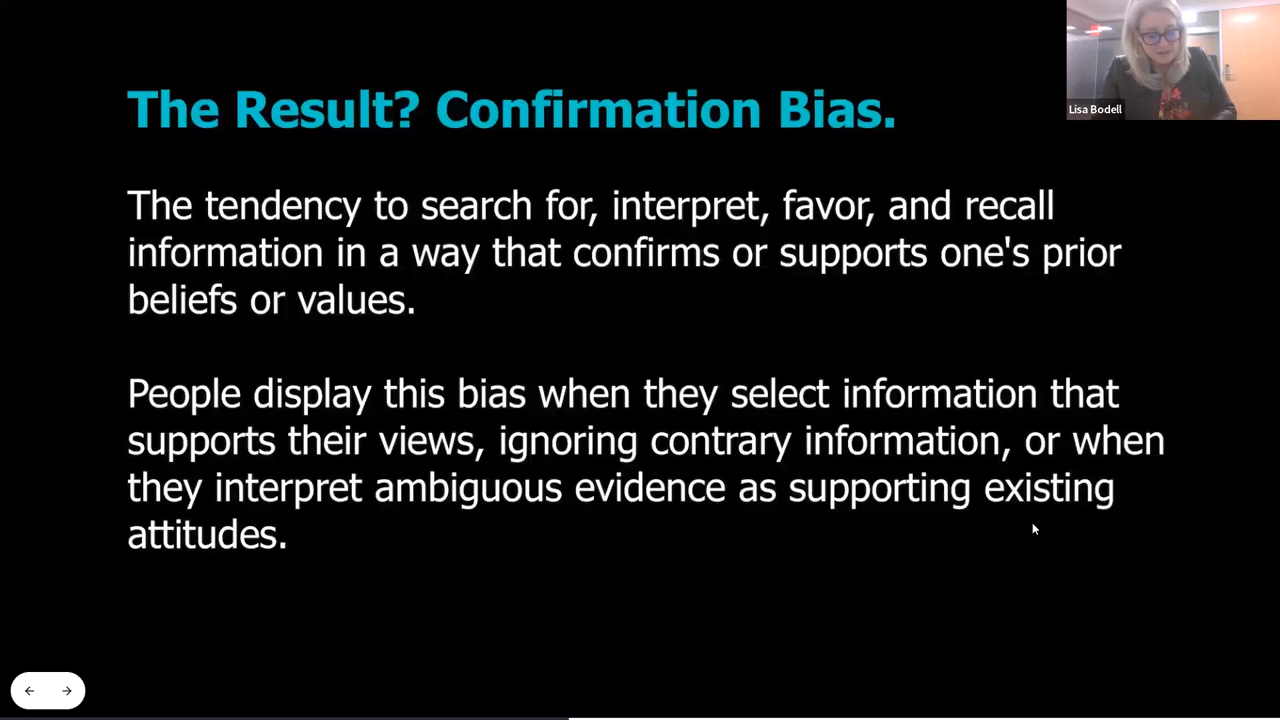 The Result? Confirmation Bias.
Lisa Bodell
The tendency to search for, interpret, favor, and recall
information in a way that confirms or supports one's prior
beliefs or values.
People display this bias when they select information that
supports their views, ignoring contrary information, or when
they interpret ambiguous evidence as supporting existing
attitudes.